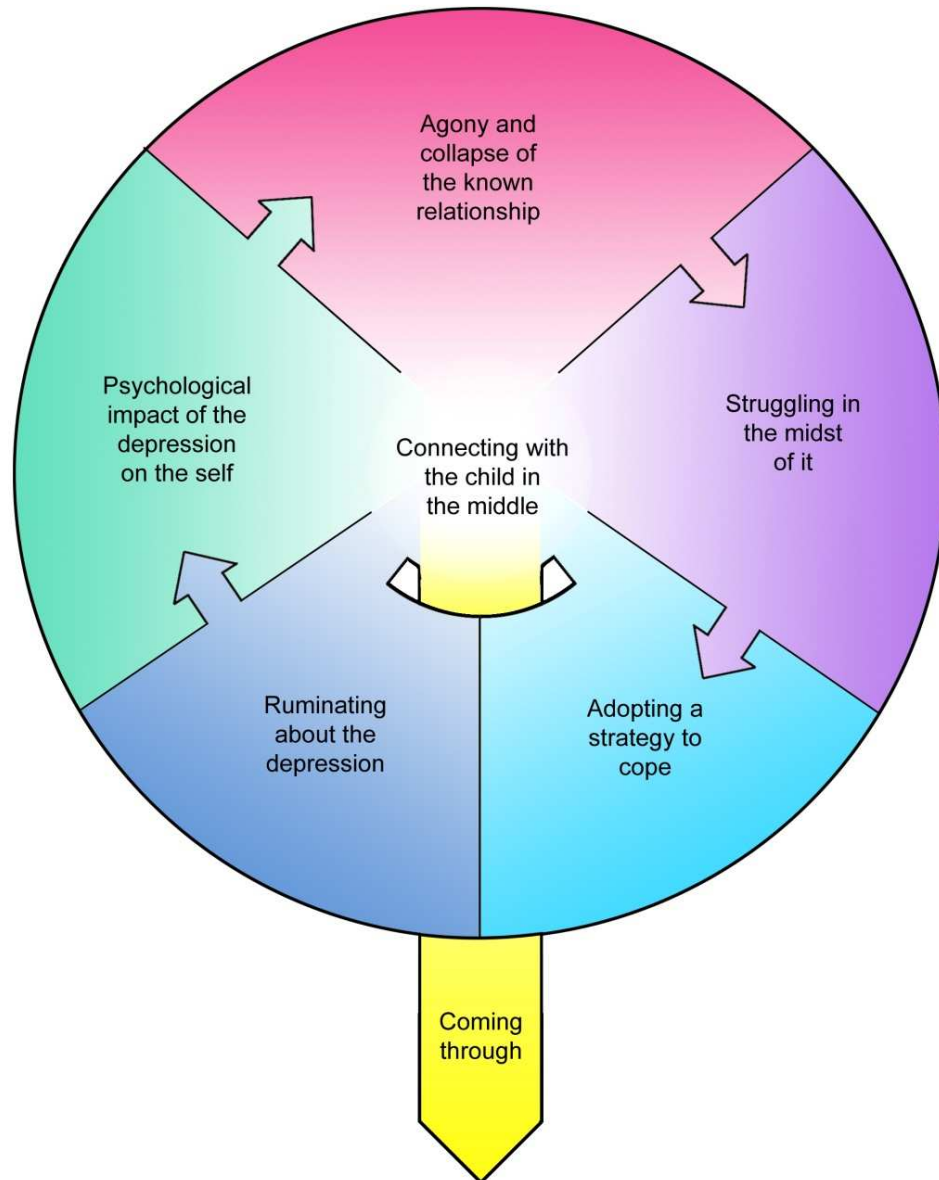 Agony and
collapse of
the known
relationship
Psychological
impact of the
depression
on the self
Struggling in
the midst
of it
Connecting with
the child in
the middle
Ruminating
about the
depression
Adopting a
strategy to
cope
Coming
through